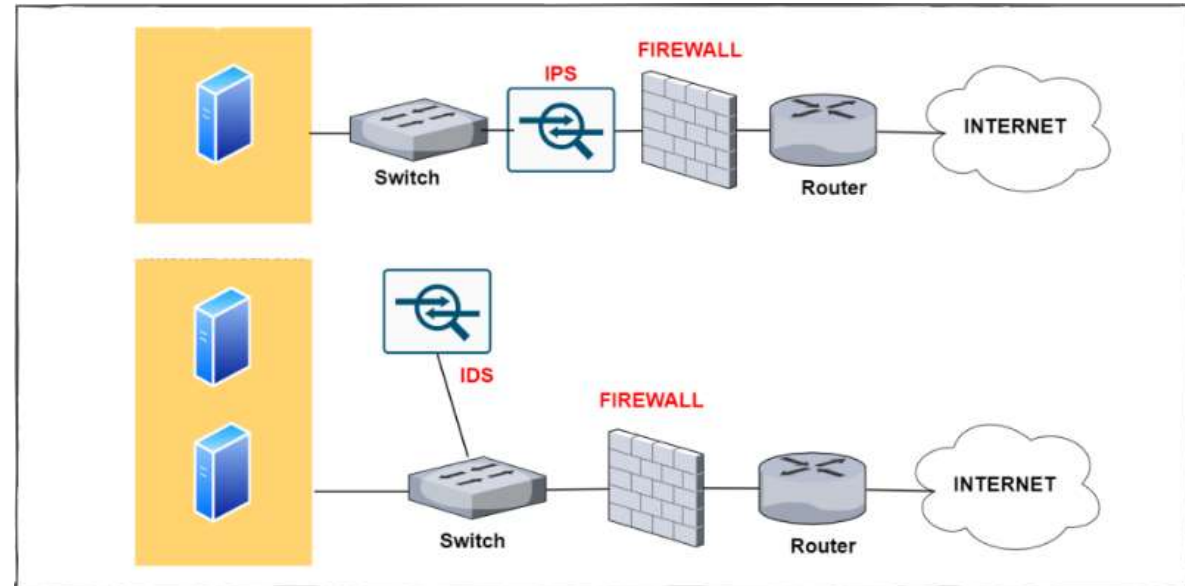 FIREWALL
IPS
INTERNET
Switch
Router
IDS
FIREWALL
INTERNET
Switch
Router